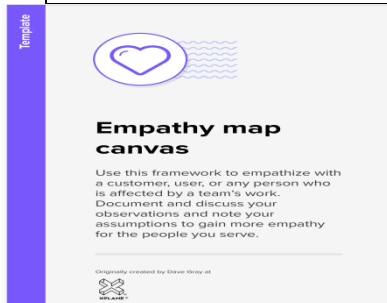 Template
Empathy map
canvas
Use this framework to empathize with
a customer, user, or any person who
is affected by a team's work.
Document and discuss your
observations and note your
assumptions to gain more empathy
for the people you serve.
Originally created by Dave Gray at
XPLANE